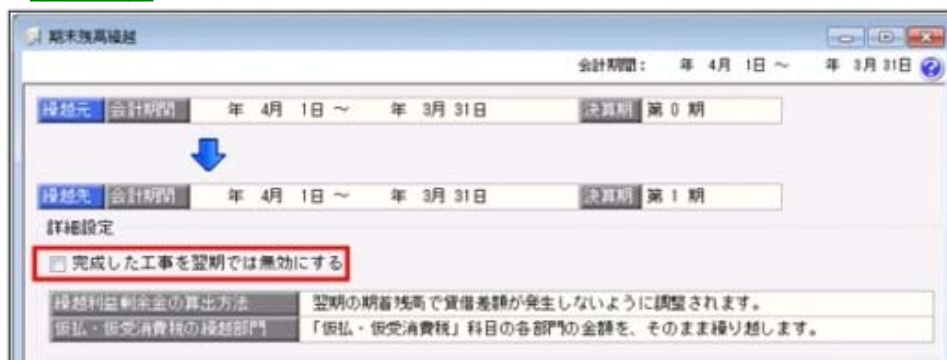 期末残高繰越
会計期間： 年 4月 1日 ～ 年 3月 31日
繰越元 会計期間 年 4月 1日 ～ 年 3月 31日 決算期 第 0 期
繰越先 会計期間 年 4月 1日 ～ 年 3月 31日 決算期 第 1 期
詳細設定
完成した工事を翌期では無効にする
繰越利益剰余金の算出方法 翌期の期首残高で貸借差額が発生しないように調整されます。
仮払・仮受消費税の繰越部門 「仮払・仮受消費税」科目の各部門の金額を、そのまま繰り越します。